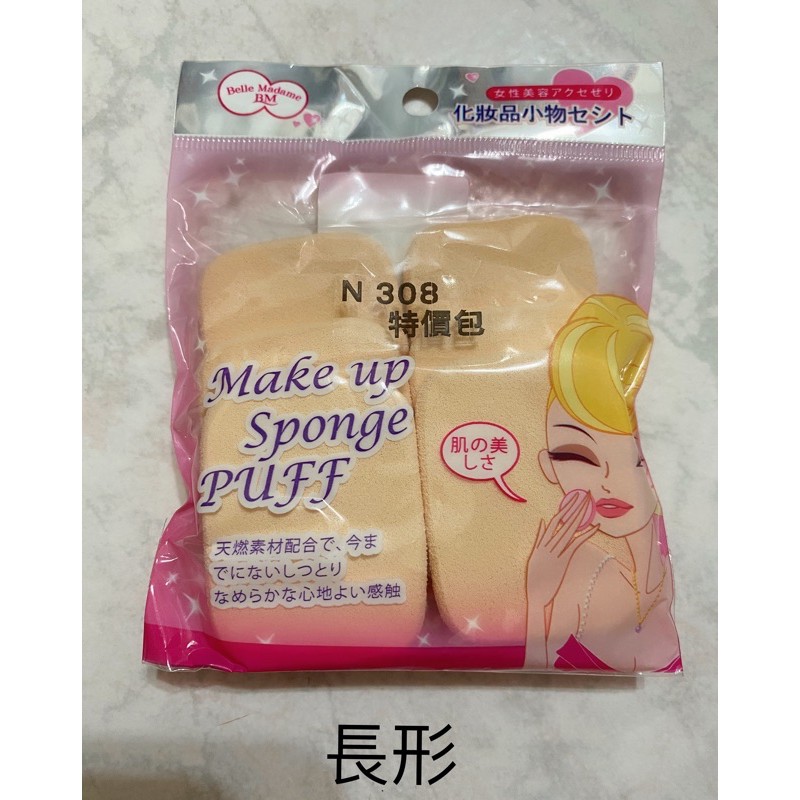 Belle Madame
BM
女性美容アクセゼリ
化妝品小物セシト
N 308
特價包
Make up
Sponge
PUFF
肌の美
しさ
天燃素材配合で、今ま
でにないしつとり
なめらかな心地よい感触
長形